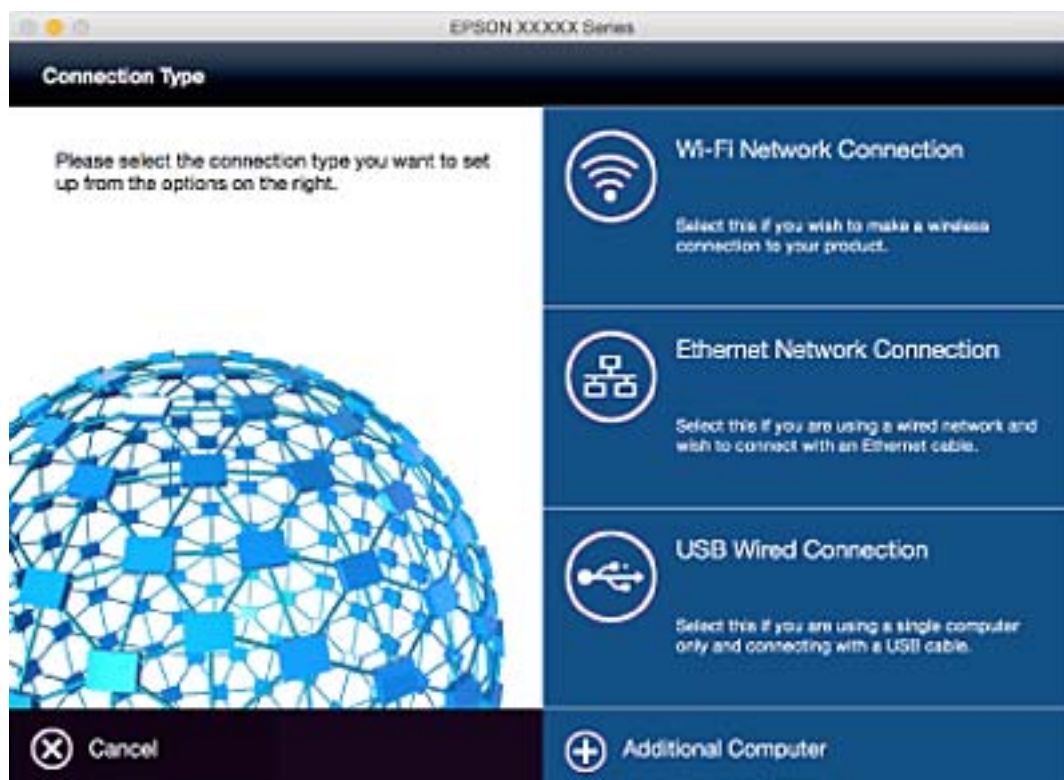 EPSON XXXXX Series
Connection Type
Please select the connection type you want to set
up from the options on the right.
Wi-Fi Network Connection
Select this if you wish to make a wireless
connection to your product.
Ethernet Network Connection
Select this if you are using a wired network and
wish to connect with an Ethernet cable.
USB Wired Connection
Select this if you are using a single computer
only and connecting with a USB cable.
Cancel
Additional Computer